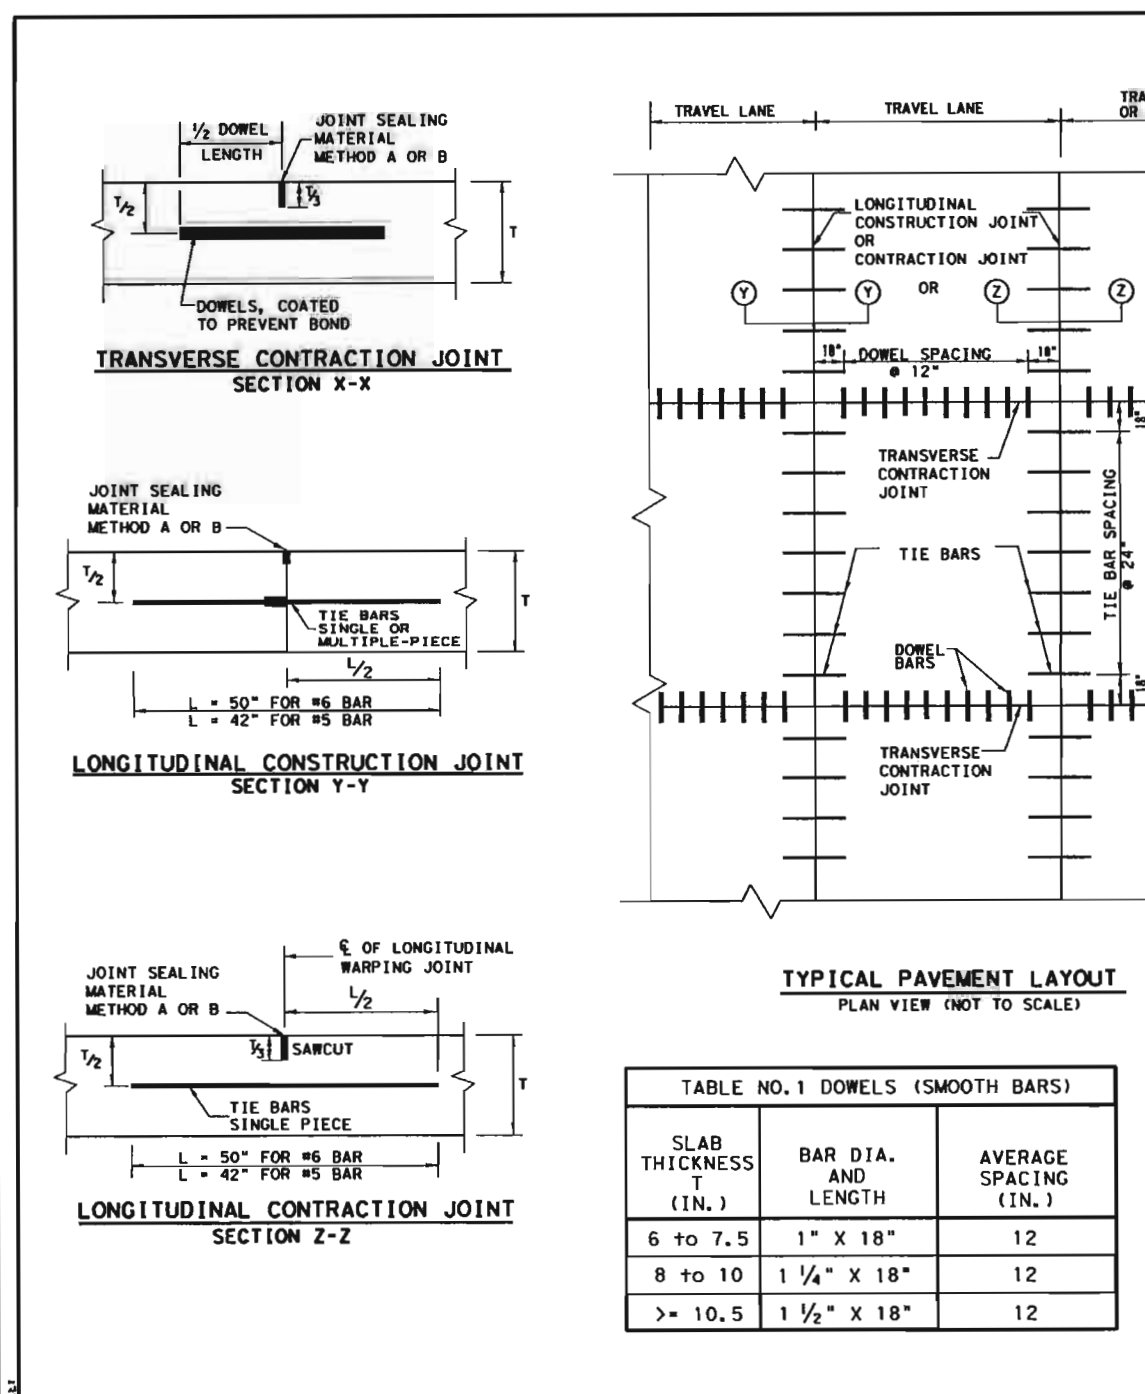 1/2 DOWEL
LENGTH
JOINT SEALING
MATERIAL
METHOD A OR B
T/2
T/3
T
DOWELS, COATED
TO PREVENT BOND
TRANSVERSE CONTRACTION JOINT
SECTION X-X
JOINT SEALING
MATERIAL
METHOD A OR B
T/2
T
TIE BARS
SINGLE OR
MULTIPLE-PIECE
L/2
L = 50" FOR #6 BAR
L = 42" FOR #5 BAR
LONGITUDINAL CONSTRUCTION JOINT
SECTION Y-Y
℄ OF LONGITUDINAL
WARPING JOINT
JOINT SEALING
MATERIAL
METHOD A OR B
L/2
T/2
T/3
SAWCUT
T
TIE BARS
SINGLE PIECE
L = 50" FOR #6 BAR
L = 42" FOR #5 BAR
LONGITUDINAL CONTRACTION JOINT
SECTION Z-Z
TRAVEL LANE
TRAVEL LANE
TRA
OR
LONGITUDINAL
CONSTRUCTION JOINT
OR
CONTRACTION JOINT
OR
Y
Y
Z
Z
18"
DOWEL SPACING
@ 12"
18"
18"
TRANSVERSE
CONTRACTION
JOINT
TIE BARS
TIE BAR SPACING
@ 24"
DOWEL
BARS
18"
TRANSVERSE
CONTRACTION
JOINT
TYPICAL PAVEMENT LAYOUT
PLAN VIEW (NOT TO SCALE)
TABLE NO.1 DOWELS (SMOOTH BARS)
SLAB
THICKNESS
T
(IN.)
BAR DIA.
AND
LENGTH
AVERAGE
SPACING
(IN.)
6 to 7.5 1" X 18" 12
8 to 10 1 1/4" X 18" 12
>= 10.5 1 1/2" X 18" 12